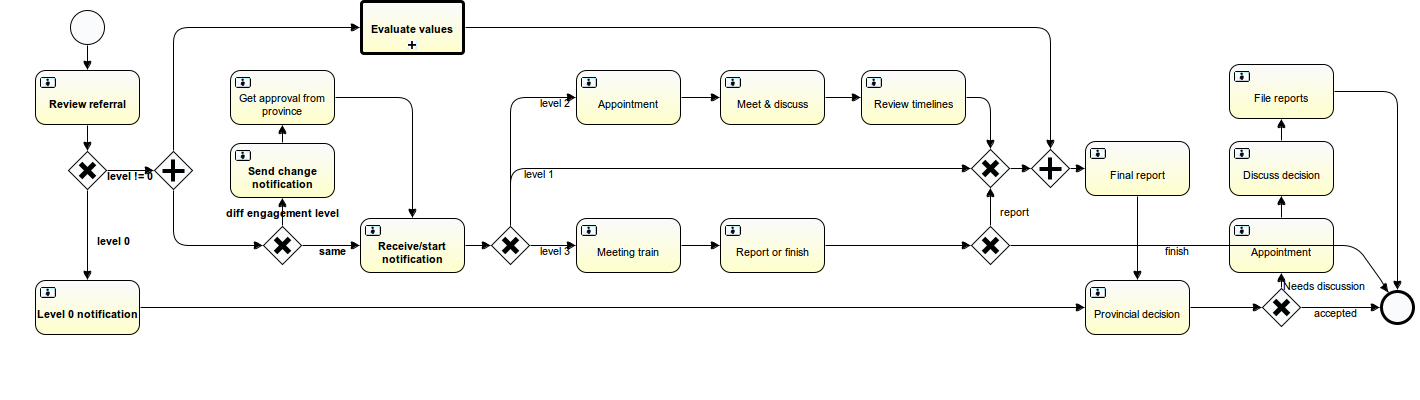 Evaluate values
Review referral
Get approval from
province
level 2
Appointment
Meet & discuss
Review timelines
File reports
level != 0
Send change
notification
level 1
Final report
Discuss decision
diff engagement level
report
level 0
same
Receive/start
notification
level 3
Meeting train
Report or finish
finish
Appointment
Needs discussion
Level 0 notification
Provincial decision
accepted